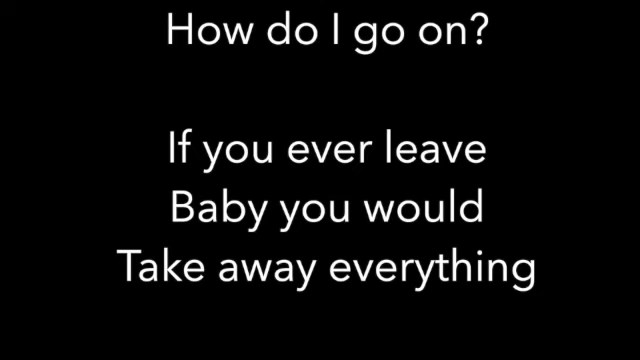 How do I go on?
If you ever leave
Baby you would
Take away everything